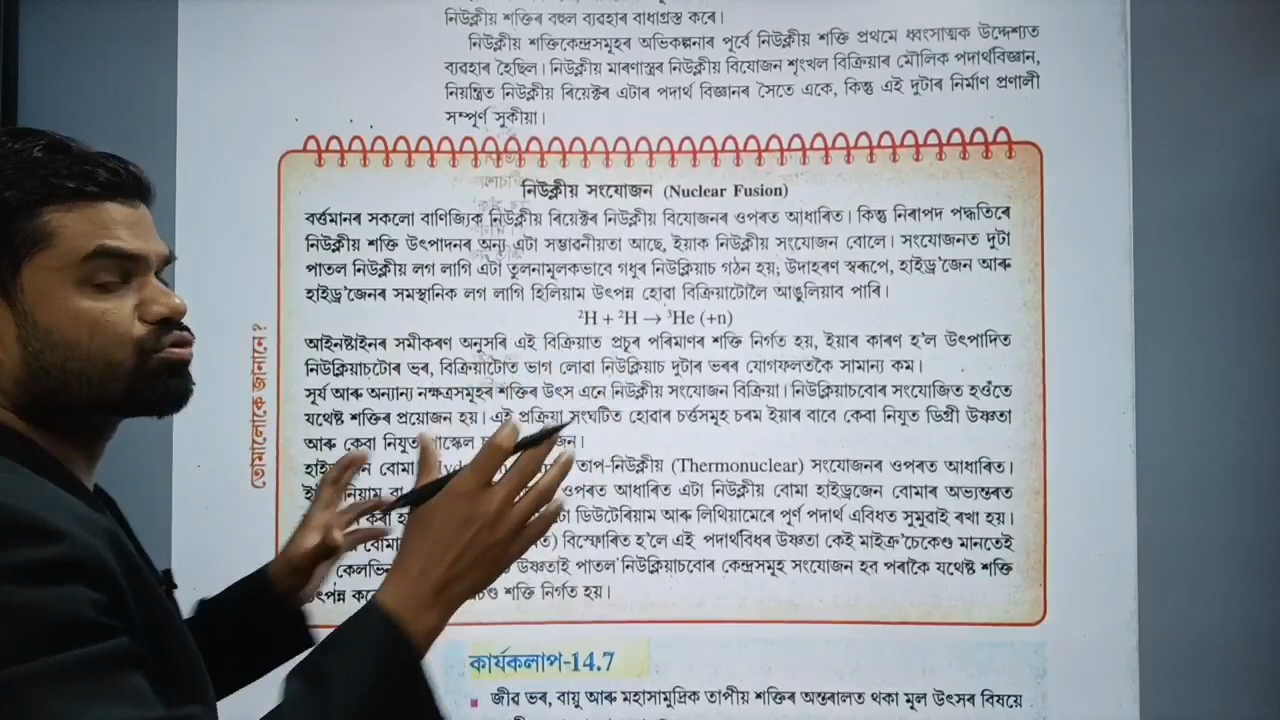 নিউক্লীয় শক্তিৰ বহুল ব্যৱহাৰ বাধাগ্ৰস্ত কৰে।
নিউক্লীয় শক্তিকেন্দ্ৰসমূহৰ অভিকল্পনাৰ পূৰ্বে নিউক্লীয় শক্তি প্ৰথমে ধ্বংসাত্মক উদ্দেশ্যত
ব্যৱহাৰ হৈছিল। নিউক্লীয় মাৰণাস্ত্ৰৰ নিউক্লীয় বিযোজন শৃংখল বিক্ৰিয়াৰ মৌলিক পদাৰ্থবিজ্ঞান,
নিয়ন্ত্ৰিত নিউক্লীয় ৰিয়েক্টৰ এটাৰ পদাৰ্থ বিজ্ঞানৰ সৈতে একে, কিন্তু এই দুটাৰ নিৰ্মাণ প্ৰণালী
সম্পূৰ্ণ সুকীয়া।
নিউক্লীয় সংযোজন (Nuclear Fusion)
বৰ্ত্তমানৰ সকলো বাণিজ্যিক নিউক্লীয় ৰিয়েক্টৰ নিউক্লীয় বিযোজনৰ ওপৰত আধাৰিত। কিন্তু নিৰাপদ পদ্ধতিৰে
নিউক্লীয় শক্তি উৎপাদনৰ অন্য এটা সম্ভাৱনীয়তা আছে, ইয়াক নিউক্লীয় সংযোজন বোলে। সংযোজনত দুটা
পাতল নিউক্লীয় লগ লাগি এটা তুলনামূলকভাবে গধুৰ নিউক্লিয়াচ গঠন হয়; উদাহৰণ স্বৰূপে, হাইড্ৰ'জেন আৰু
হাইড্ৰ'জেনৰ সমস্থানিক লগ লাগি হিলিয়াম উৎপন্ন হোৱা বিক্ৰিয়াটোলৈ আঙুলিয়াব পাৰি।
²H + ²H → ³He (+n)
আইনষ্টাইনৰ সমীকৰণ অনুসৰি এই বিক্ৰিয়াত প্ৰচুৰ পৰিমাণৰ শক্তি নিৰ্গত হয়, ইয়াৰ কাৰণ হ'ল উৎপাদিত
নিউক্লিয়াচটোৰ ভৰ, বিক্ৰিয়াটোত ভাগ লোৱা নিউক্লিয়াচ দুটাৰ ভৰৰ যোগফলতকৈ সামান্য কম।
সূৰ্য আৰু অন্যান্য নক্ষত্ৰসমূহৰ শক্তিৰ উৎস এনে নিউক্লীয় সংযোজন বিক্ৰিয়া। নিউক্লিয়াচবোৰ সংযোজিত হওঁতে
যথেষ্ট শক্তিৰ প্ৰয়োজন হয়। এই প্ৰক্ৰিয়া সংঘটিত হোৱাৰ চৰ্ত্তসমূহ চৰম ইয়াৰ বাবে কেবা নিযুত ডিগ্ৰী উষ্ণতা
আৰু কেবা নিযুত
বোমা তাপ-নিউক্লীয় (Thermonuclear) সংযোজনৰ ওপৰত আধাৰিত।
ওপৰত আধাৰিত এটা নিউক্লীয় বোমা হাইড্ৰজেন বোমাৰ অভ্যন্তৰত
ডিউটেৰিয়াম আৰু লিথিয়ামেৰে পূৰ্ণ পদাৰ্থ এবিধত সুমুৱাই ৰখা হয়।
বোমা বিস্ফোৰিত হ'লে এই পদাৰ্থবিধৰ উষ্ণতা কেই মাইক্ৰ'চেকেণ্ড মানতেই
উষ্ণতাই পাতল নিউক্লিয়াচবোৰ কেন্দ্ৰসমূহ সংযোজন হব পৰাকৈ যথেষ্ট শক্তি
শক্তি নিৰ্গত হয়।
তোমালোকে জানানে?
কাৰ্যকলাপ-14.7
■ জীৱ ভৰ, বায়ু আৰু মহাসামুদ্ৰিক তাপীয় শক্তিৰ অন্তৰালত থকা মূল উৎসৰ বিষয়ে